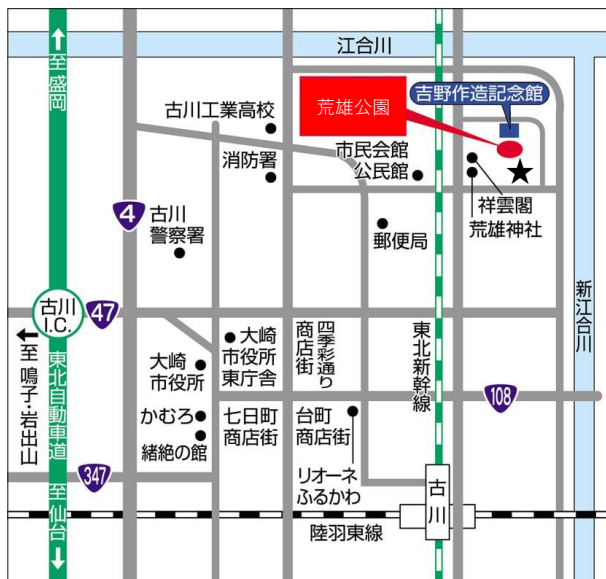 江合川
至 盛岡
荒雄公園
吉野作造記念館
古川工業高校
消防署
市民会館
公民館
祥雲閣
荒雄神社
4
古川
警察署
郵便局
新江合川
古川
I.C.
47
至 鳴子・岩出山
東北自動車道
大崎
市役所
大崎
市役所
東庁舎
四季彩通り
商店街
東北新幹線
108
かむろ
緒絶の館
七日町
商店街
台町
商店街
リオーネ
ふるかわ
347
古川
至 仙台
陸羽東線